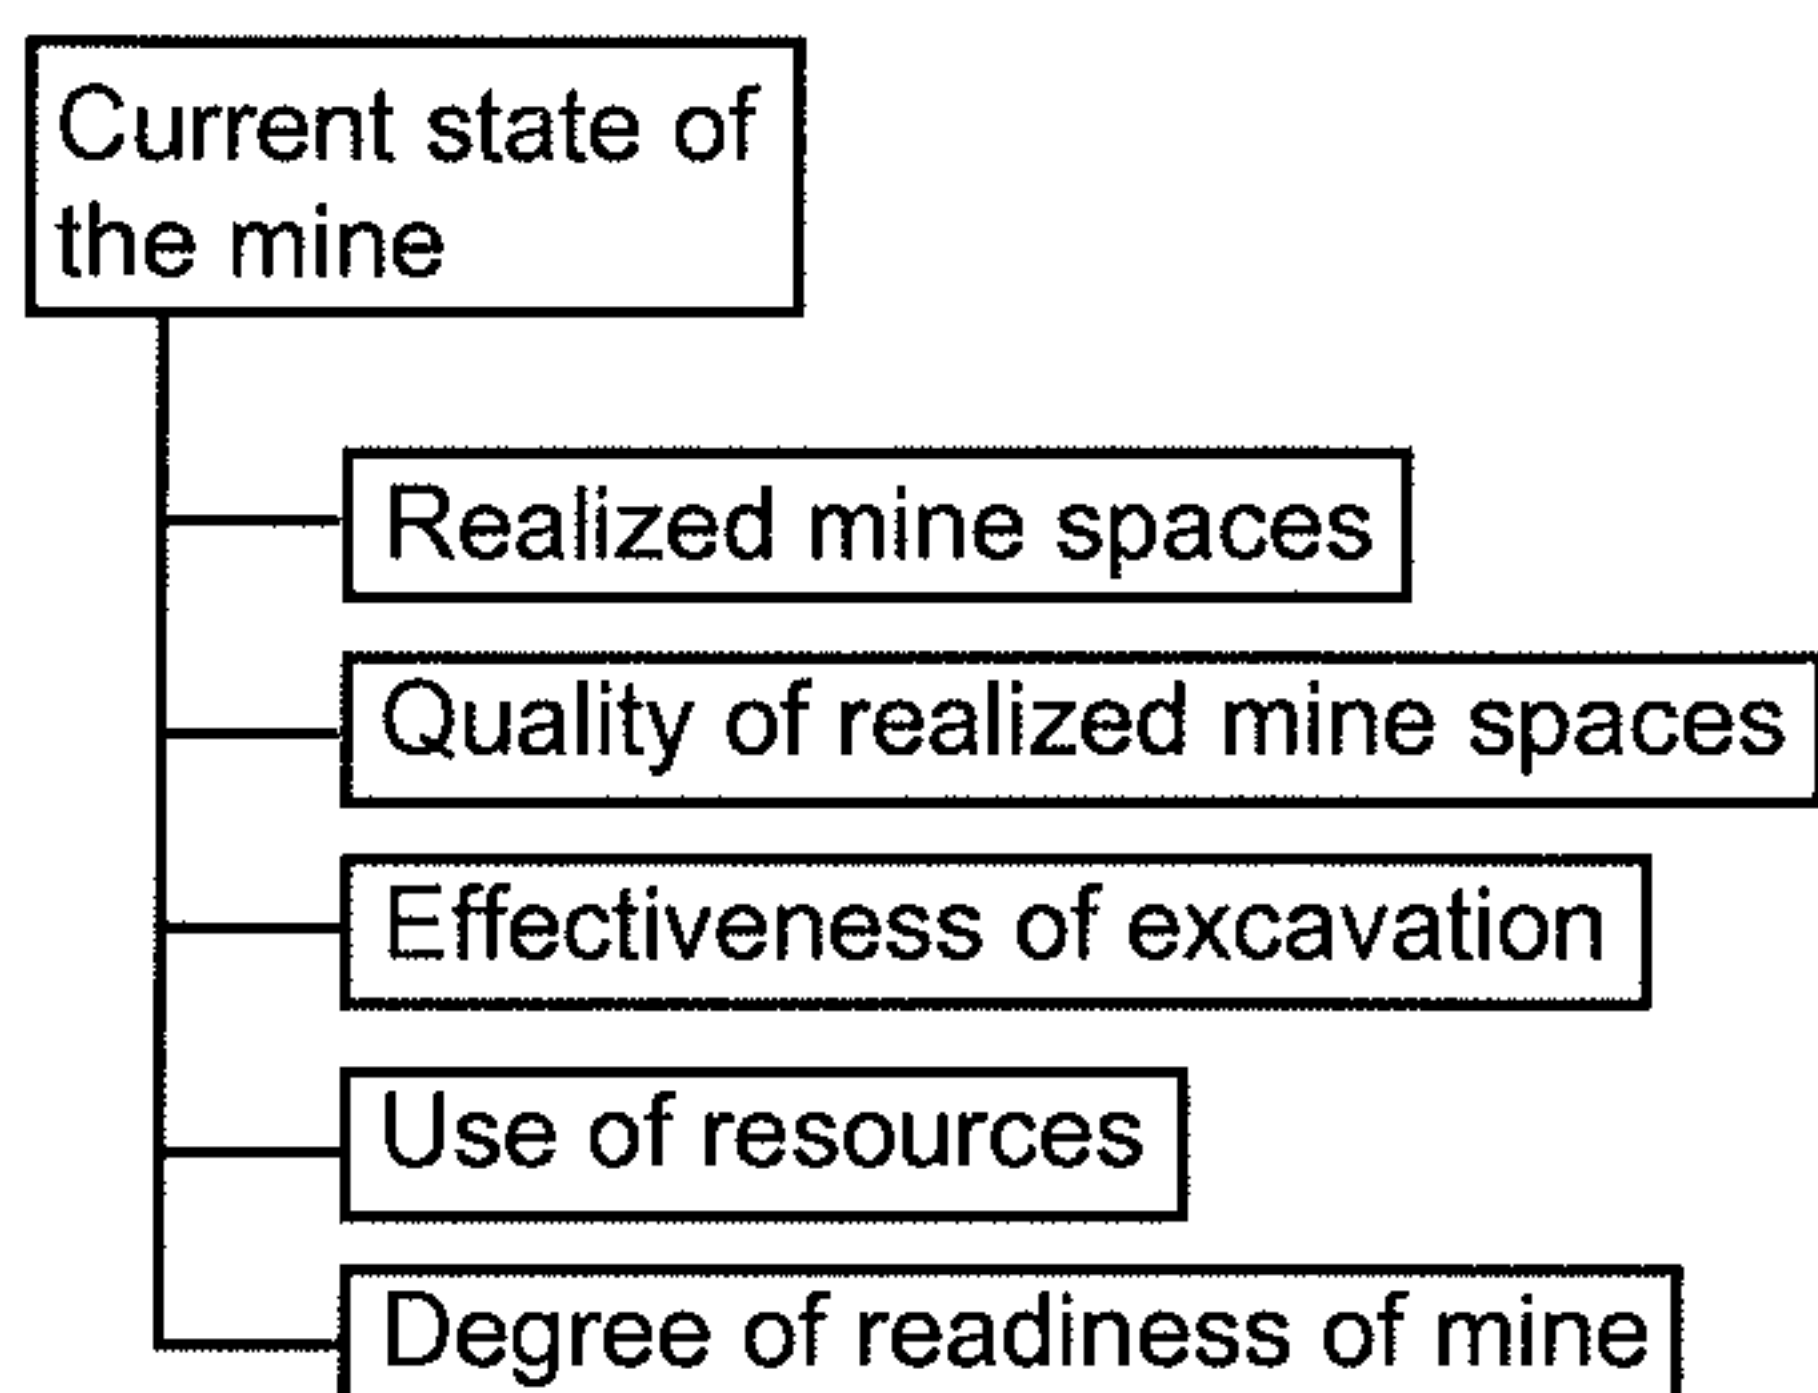 Current state of
the mine
Realized mine spaces
Quality of realized mine spaces
Effectiveness of excavation
Use of resources
Degree of readiness of mine